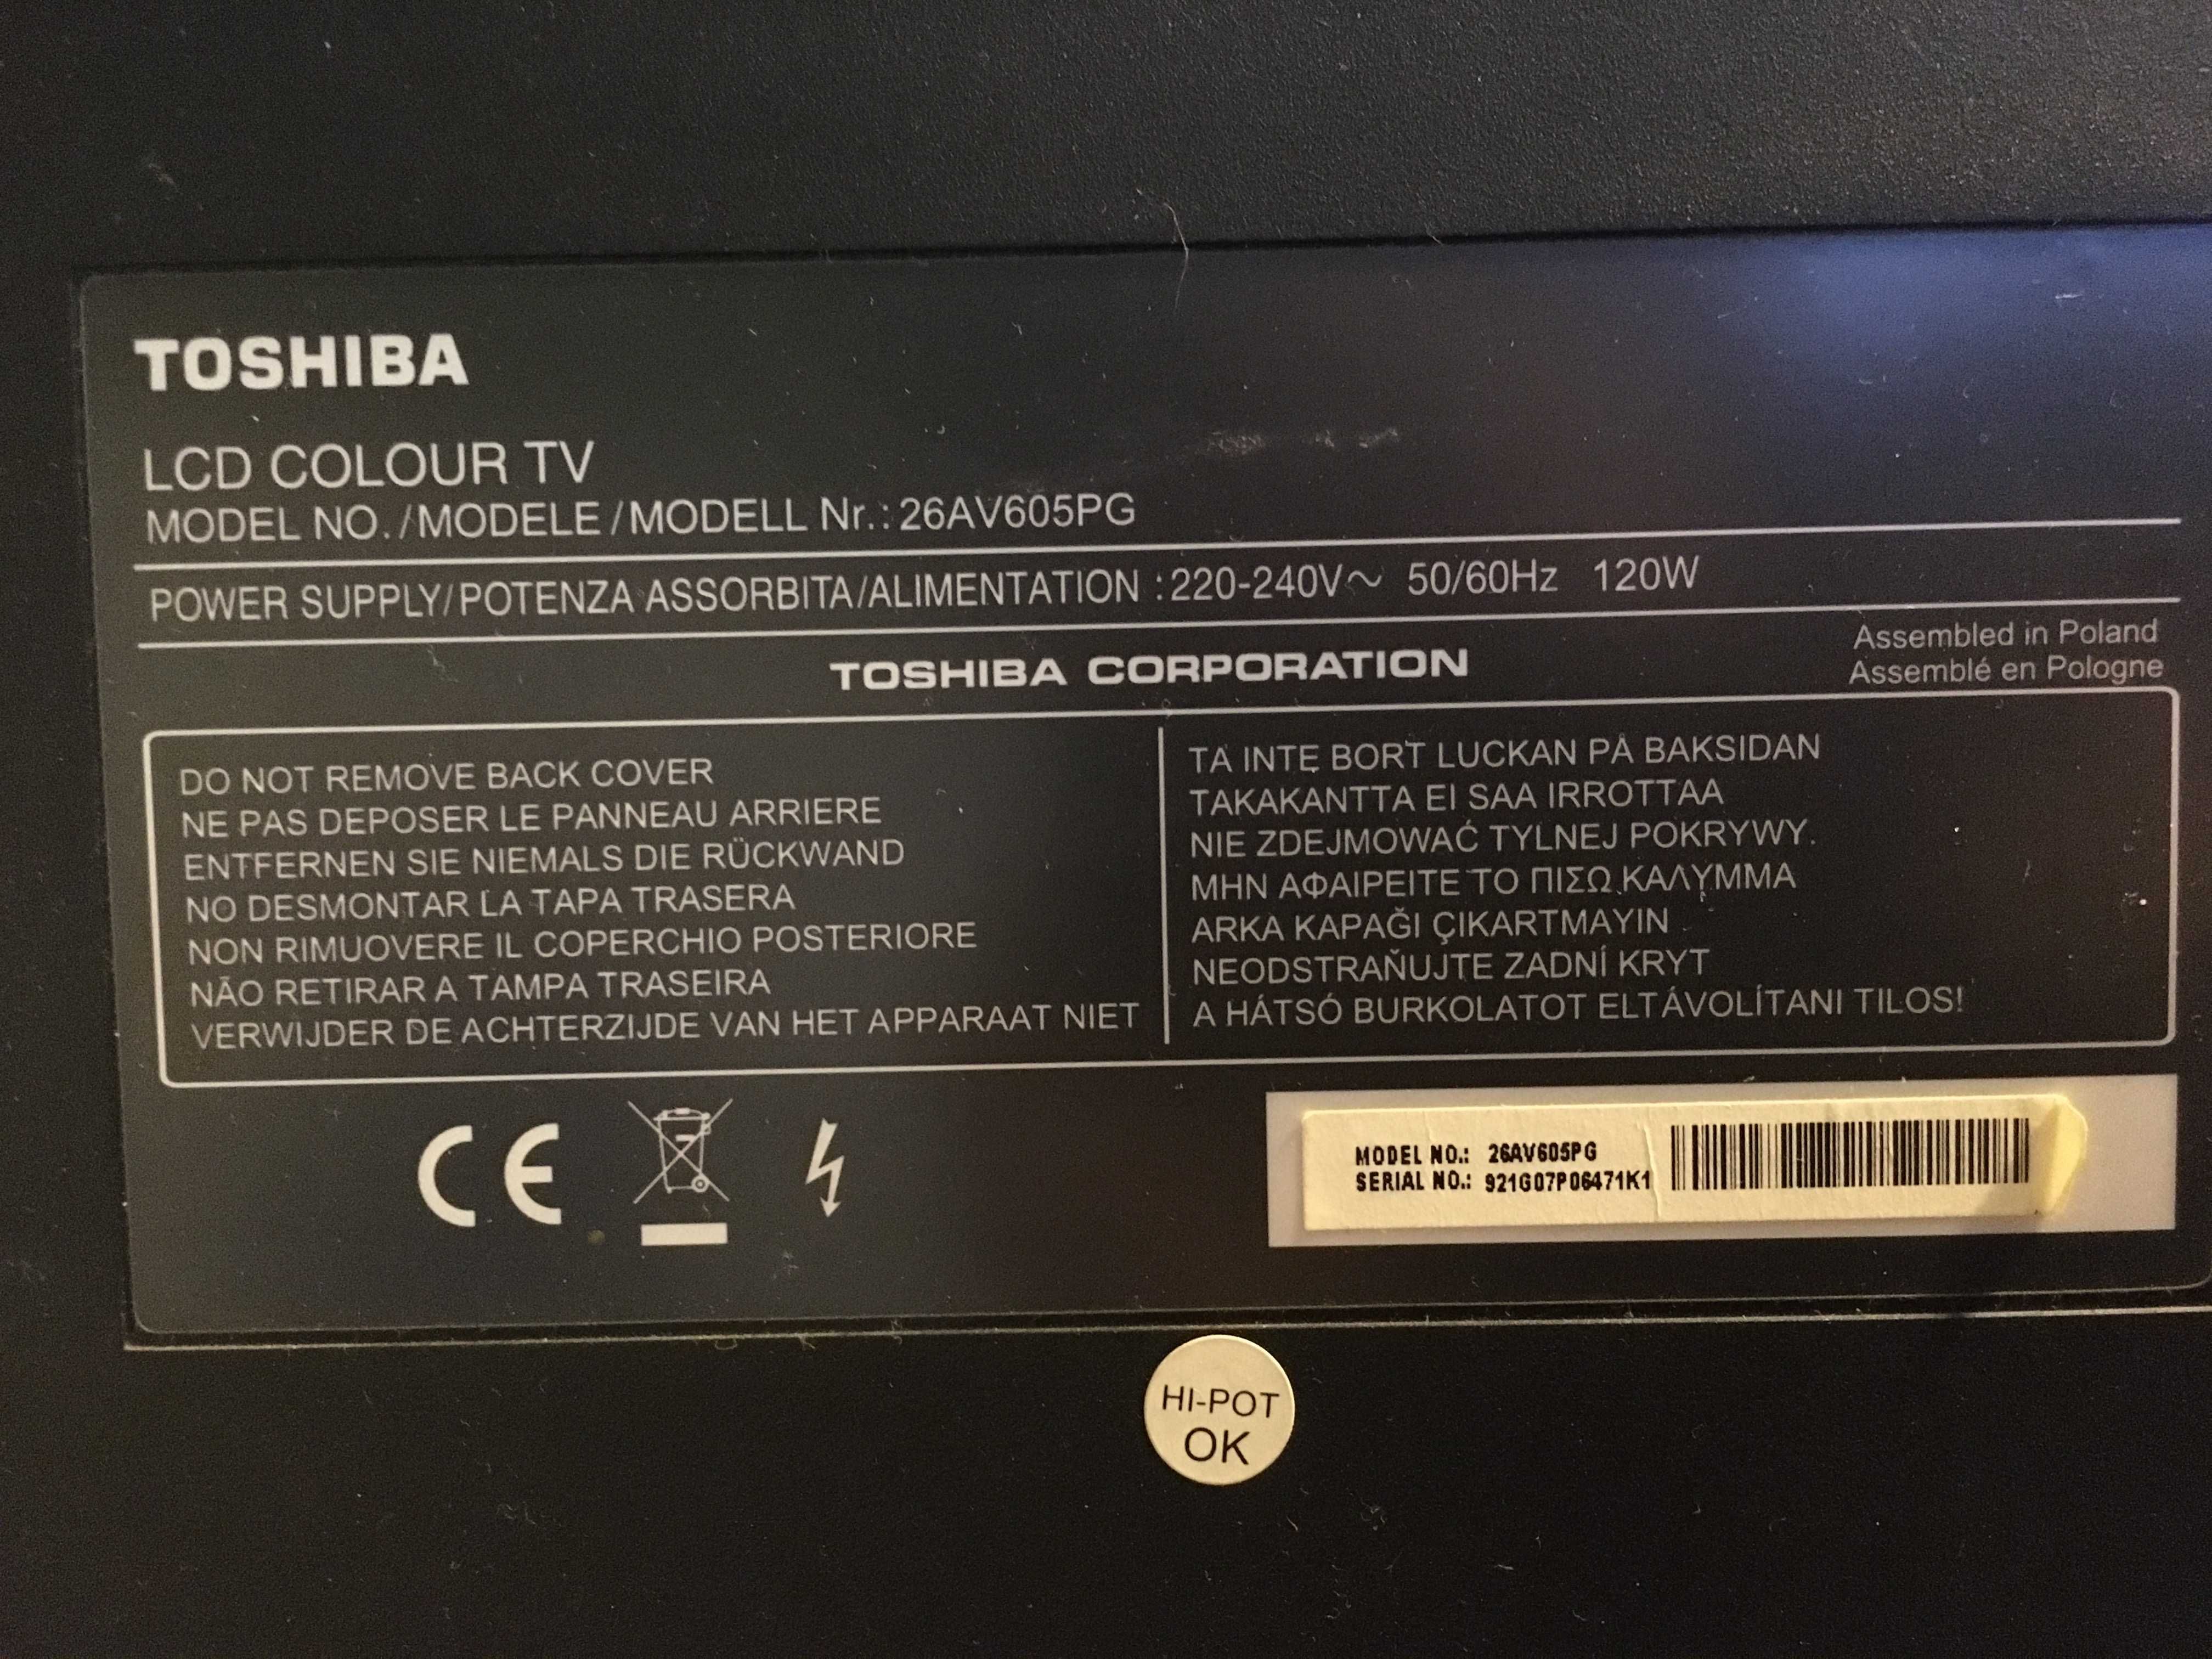 TOSHIBA
LCD COLOUR TV
MODEL NO./MODELE/MODELL Nr.: 26AV605PG
POWER SUPPLY/POTENZA ASSORBITA/ALIMENTATION : 220-240V~ 50/60Hz 120W
TOSHIBA CORPORATION
Assembled in Poland
Assemblé en Pologne
DO NOT REMOVE BACK COVER
NE PAS DEPOSER LE PANNEAU ARRIERE
ENTFERNEN SIE NIEMALS DIE RÜCKWAND
NO DESMONTAR LA TAPA TRASERA
NON RIMUOVERE IL COPERCHIO POSTERIORE
NÃO RETIRAR A TAMPA TRASEIRA
VERWIJDER DE ACHTERZIJDE VAN HET APPARAAT NIET
TA INTE BORT LUCKAN PÅ BAKSIDAN
TAKAKANTTA EI SAA IRROTTAA
NIE ZDEJMOWAĆ TYLNEJ POKRYWY.
ΜΗΝ ΑΦΑΙΡΕΙΤΕ ΤΟ ΠΙΣΩ ΚΑΛΥΜΜΑ
ARKA KAPAĞI ÇIKARTMAYIN
NEODSTRAŇUJTE ZADNÍ KRYT
A HÁTSÓ BURKOLATOT ELTÁVOLÍTANI TILOS!
CE
MODEL NO.: 26AV605PG
SERIAL NO.: 921G07P06471K1
HI-POT
OK